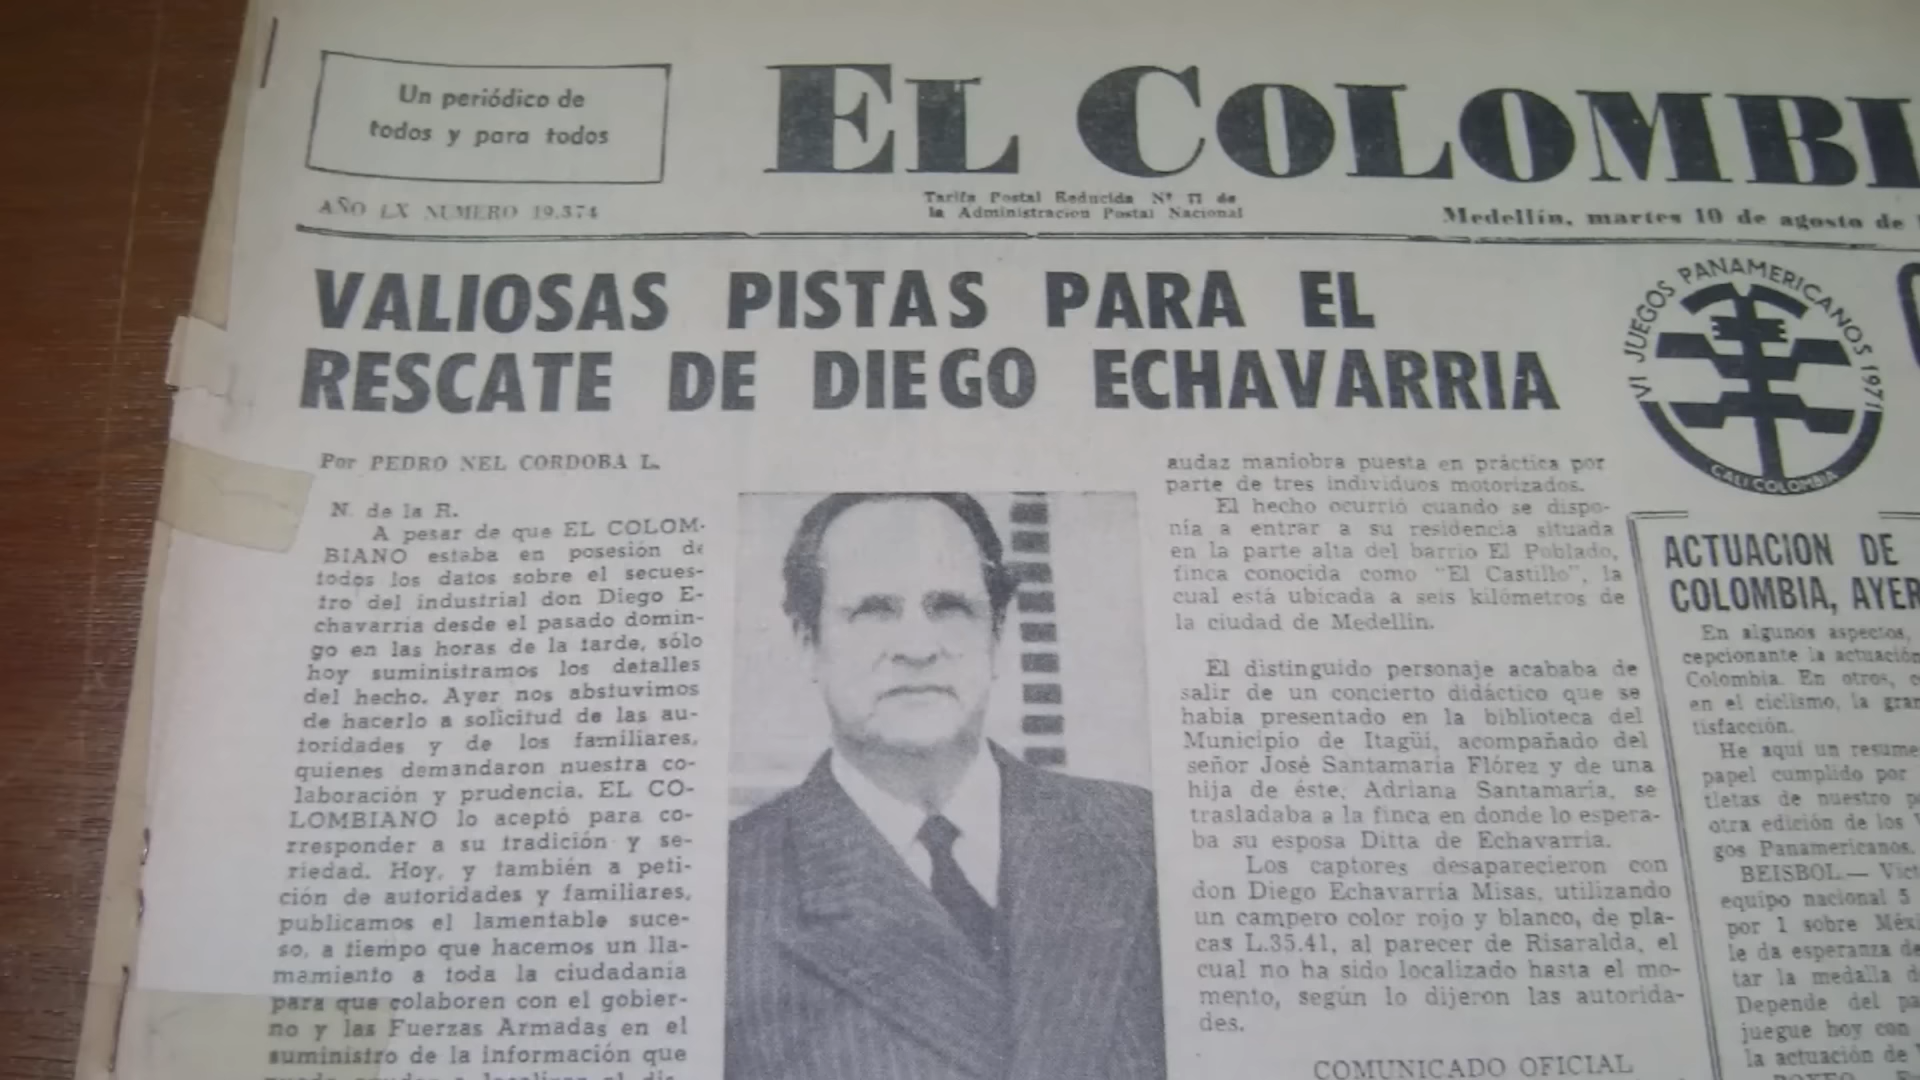 Un periódico de
todos y para todos
EL COLOMBI
AÑO LX NUMERO 19.374
Tarifa Postal Reducida Nº 11 de
la Administracion Postal Nacional
Medellín, martes 10 de agosto de
VALIOSAS PISTAS PARA EL
RESCATE DE DIEGO ECHAVARRIA
Por PEDRO NEL CORDOBA L.
N. de la R.
A pesar de que EL COLOM-
BIANO estaba en posesión de
todos los datos sobre el secues-
tro del industrial don Diego E-
chavarría desde el pasado domin-
go en las horas de la tarde, sólo
hoy suministramos los detalles
del hecho. Ayer nos abstuvimos
de hacerlo a solicitud de las au-
toridades y de los familiares,
quienes demandaron nuestra co-
laboración y prudencia. EL CO-
LOMBIANO lo aceptó para co-
rresponder a su tradición y se-
riedad. Hoy, y también a peti-
ción de autoridades y familiares,
publicamos el lamentable suce-
so, a tiempo que hacemos un lla-
mamiento a toda la ciudadanía
para que colaboren con el gobier-
no y las Fuerzas Armadas en el
suministro de la información que
audaz maniobra puesta en práctica por
parte de tres individuos motorizados.
El hecho ocurrió cuando se dispo-
nía a entrar a su residencia situada
en la parte alta del barrio El Poblado,
finca conocida como "El Castillo", la
cual está ubicada a seis kilómetros de
la ciudad de Medellín.
El distinguido personaje acababa de
salir de un concierto didáctico que se
había presentado en la biblioteca del
Municipio de Itagüí, acompañado del
señor José Santamaría Flórez y de una
hija de éste, Adriana Santamaría, se
trasladaba a la finca en donde lo espera-
ba su esposa Ditta de Echavarría.
Los captores desaparecieron con
don Diego Echavarría Misas, utilizando
un campero color rojo y blanco, de pla-
cas L.35.41, al parecer de Risaralda, el
cual no ha sido localizado hasta el mo-
mento, según lo dijeron las autorida-
des.
COMUNICADO OFICIAL
VI JUEGOS PANAMERICANOS 1971
CALI COLOMBIA
ACTUACION DE
COLOMBIA, AYER
En algunos aspectos,
cepcionante la actuación
Colombia. En otros,
en el ciclismo, la gran
tisfacción.
He aquí un resume
papel cumplido por
tletas de nuestro
otra edición de los
gos Panamericanos.
BEISBOL.— Vict
equipo nacional 5
por 1 sobre Méxi
le da esperanza de
tar la medalla d
Depende del pa
juegue hoy con
la actuación de